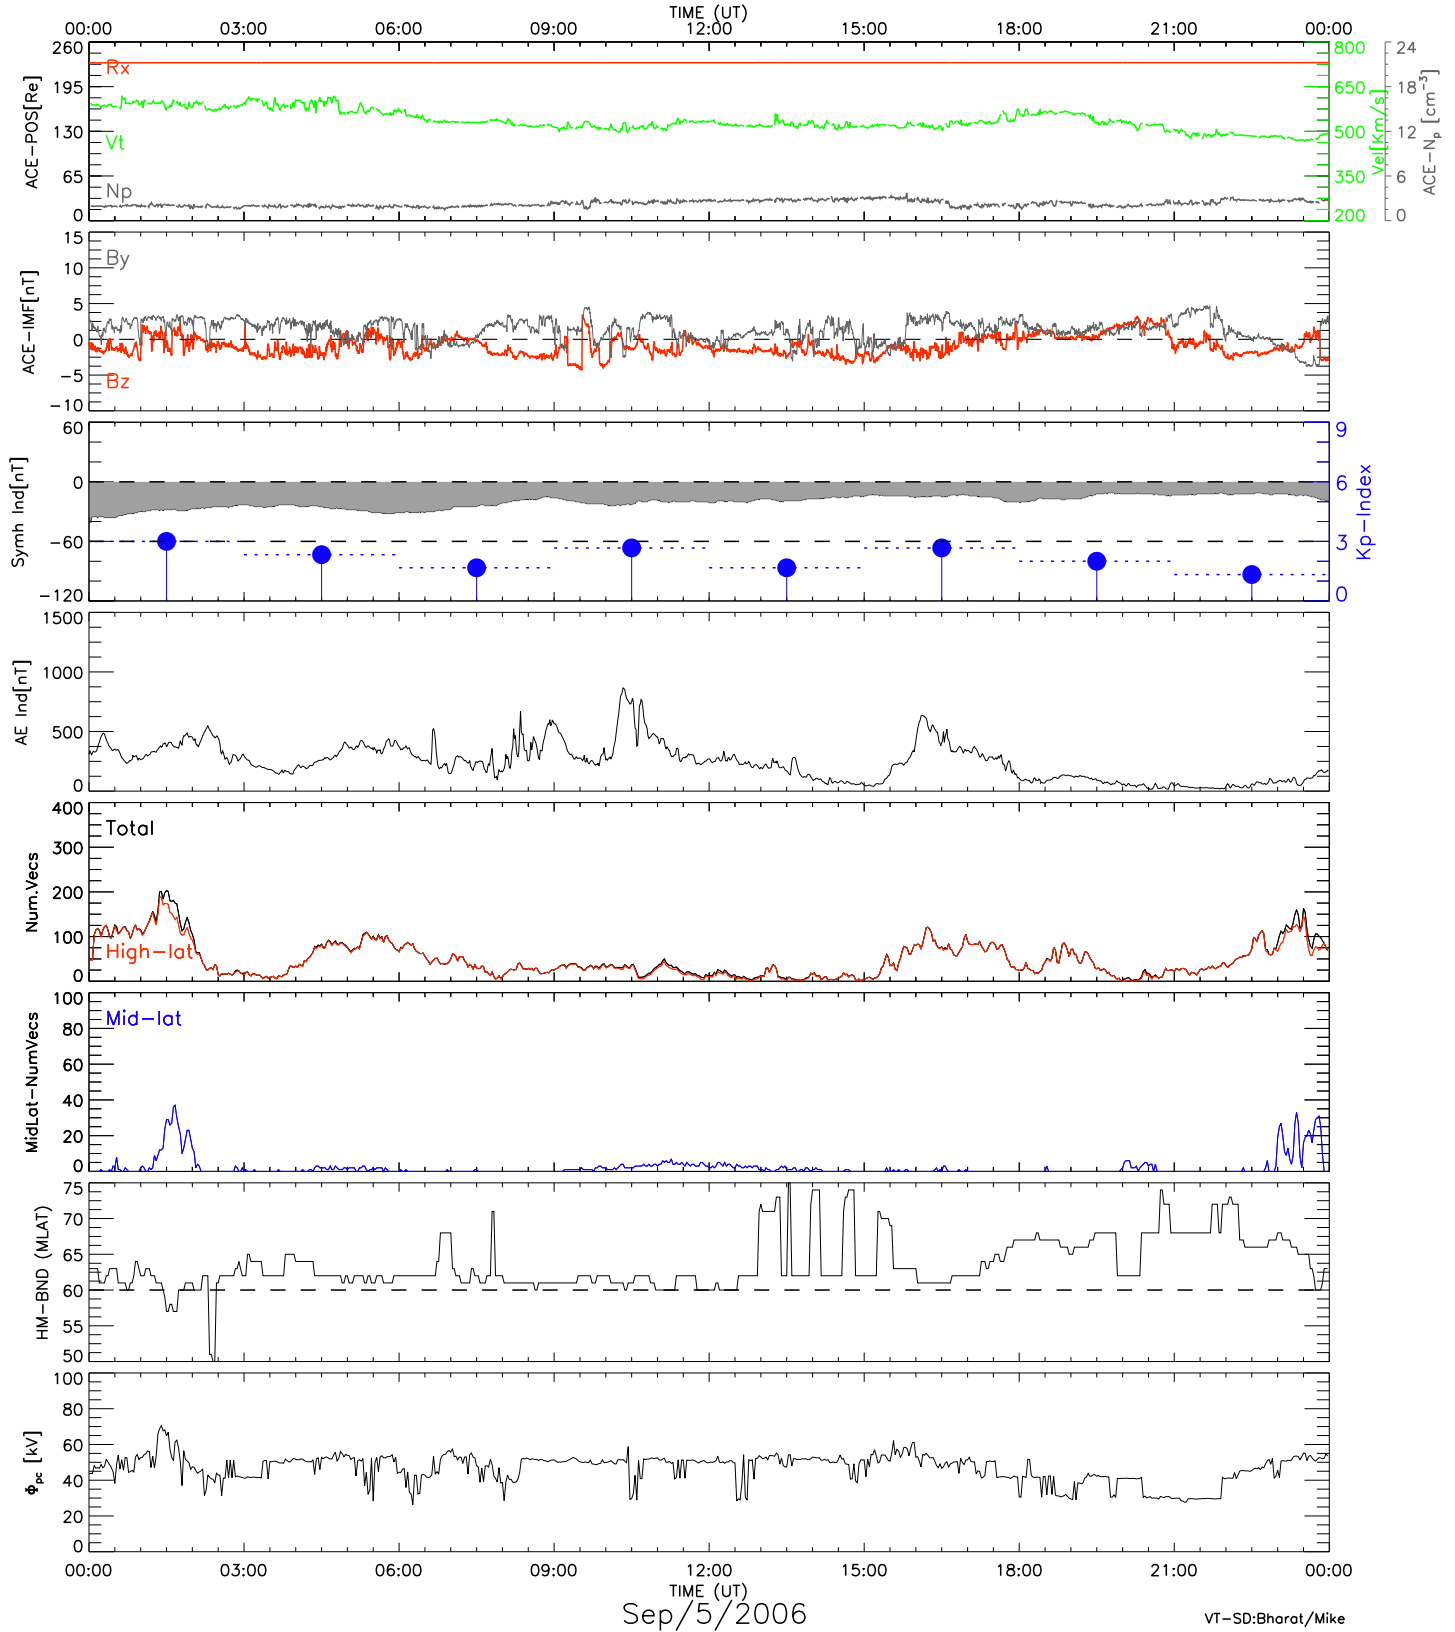 TIME (UT)
00:00 03:00 06:00 09:00 12:00 15:00 18:00 21:00 00:00
260 195 130 65 0
ACE-POS[Re]
Rx
Vt
Np
800 650 500 350 200
Vel[Km/s]
24 18 12 6 0
ACE-Np [cm⁻³]
15 10 5 0 -5 -10
ACE-IMF[nT]
By
Bz
60 0 -60 -120
Symh Ind[nT]
9 6 3 0
Kp-Index
1500 1000 500 0
AE Ind[nT]
400 300 200 100 0
Num.Vecs
Total
High-lat
100 80 60 40 20 0
MidLat-NumVecs
Mid-lat
75 70 65 60 55 50
HM-BND (MLAT)
100 80 60 40 20 0
Φpc [kV]
00:00 03:00 06:00 09:00 12:00 15:00 18:00 21:00 00:00
TIME (UT)
Sep/5/2006
VT-SD:Bharat/Mike